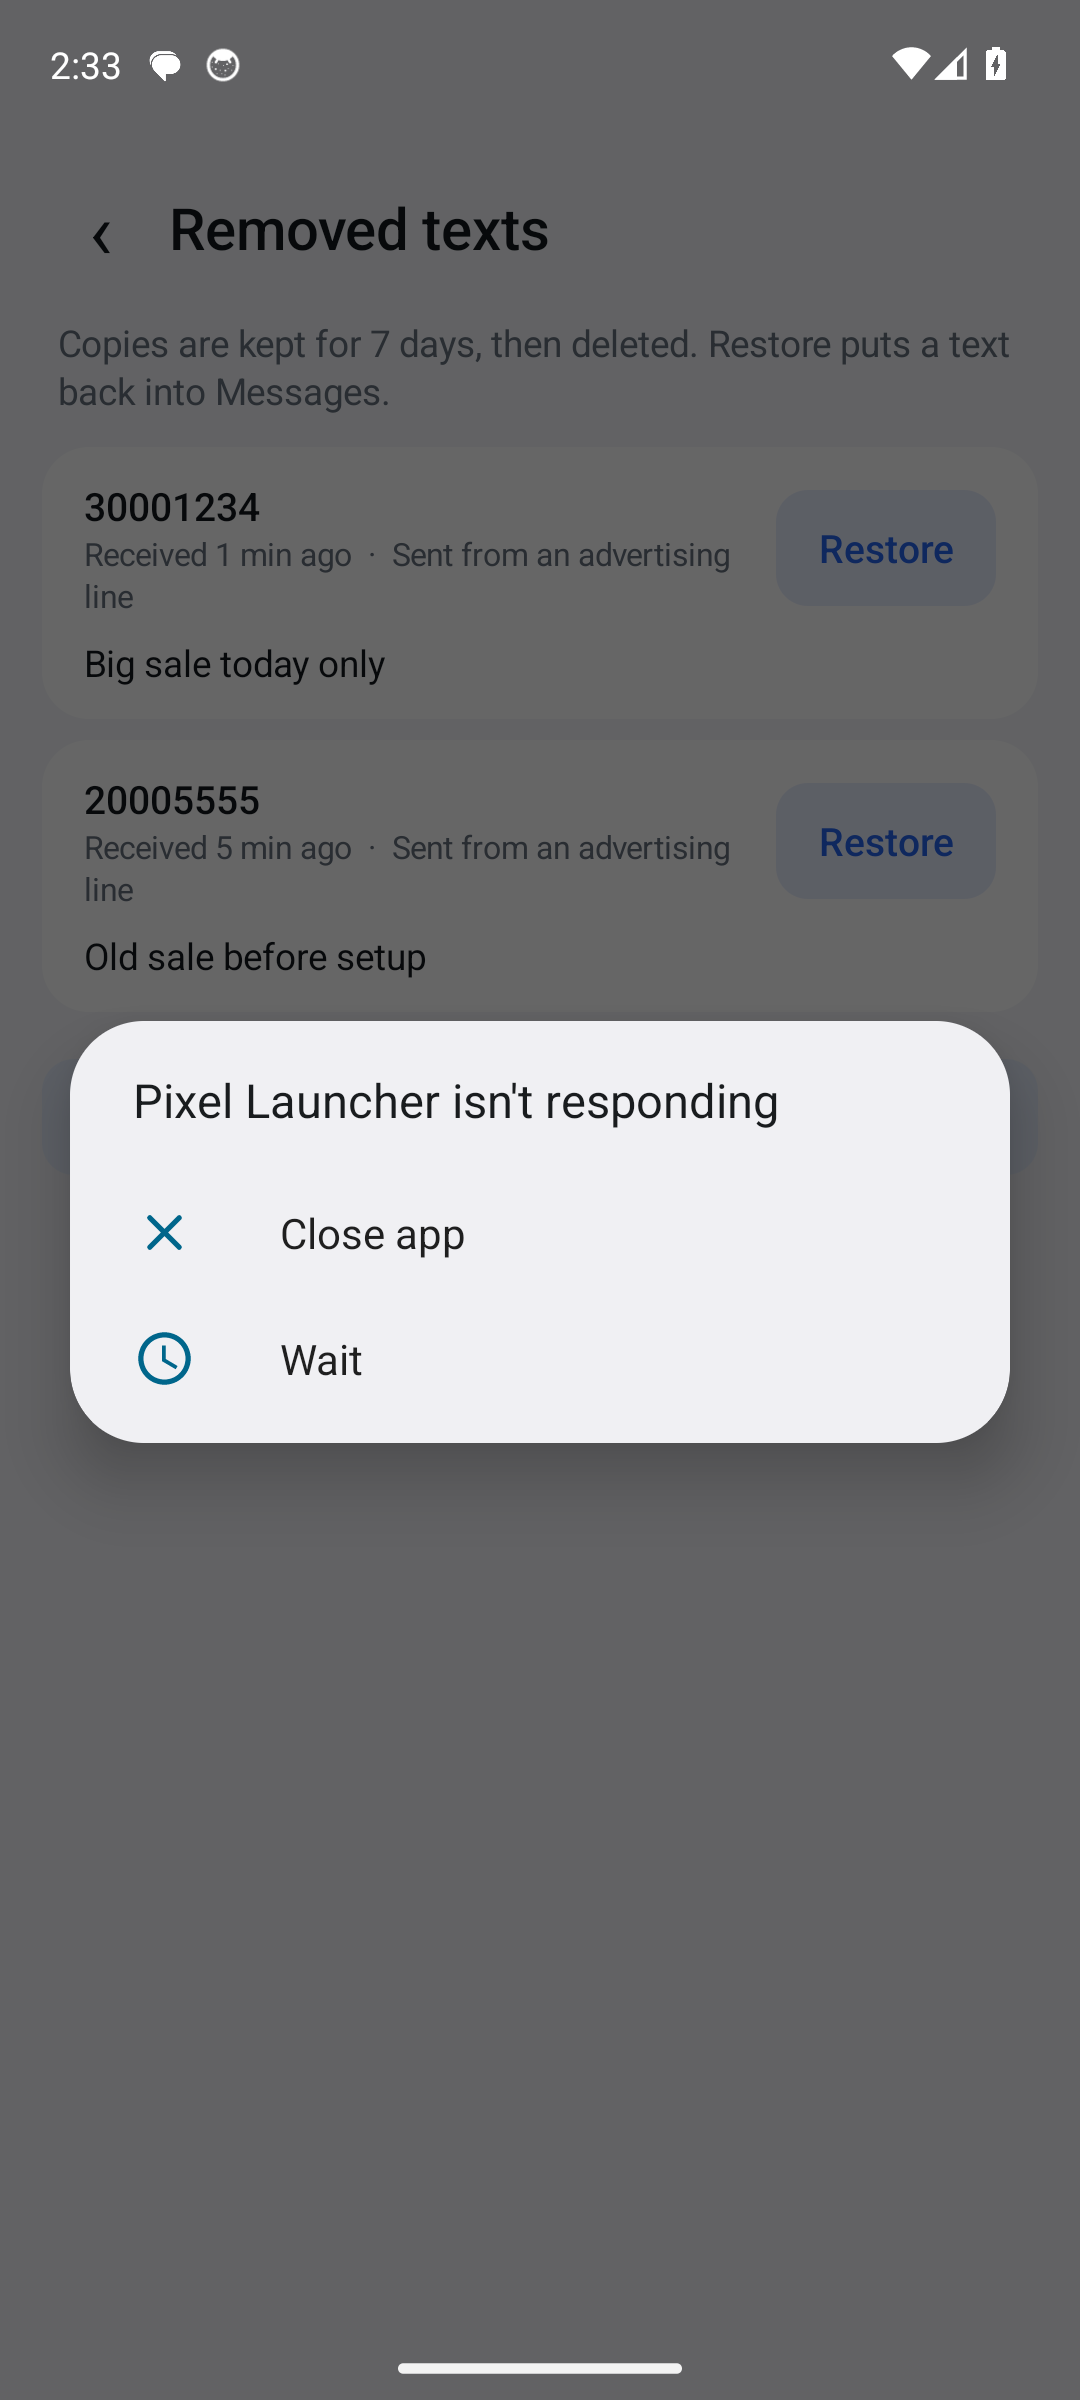 2:33
Removed texts
Copies are kept for 7 days, then deleted. Restore puts a text
back into Messages.
30001234
Received 1 min ago · Sent from an advertising
line
Restore
Big sale today only
20005555
Received 5 min ago · Sent from an advertising
line
Restore
Old sale before setup
Pixel Launcher isn't responding
Close app
Wait